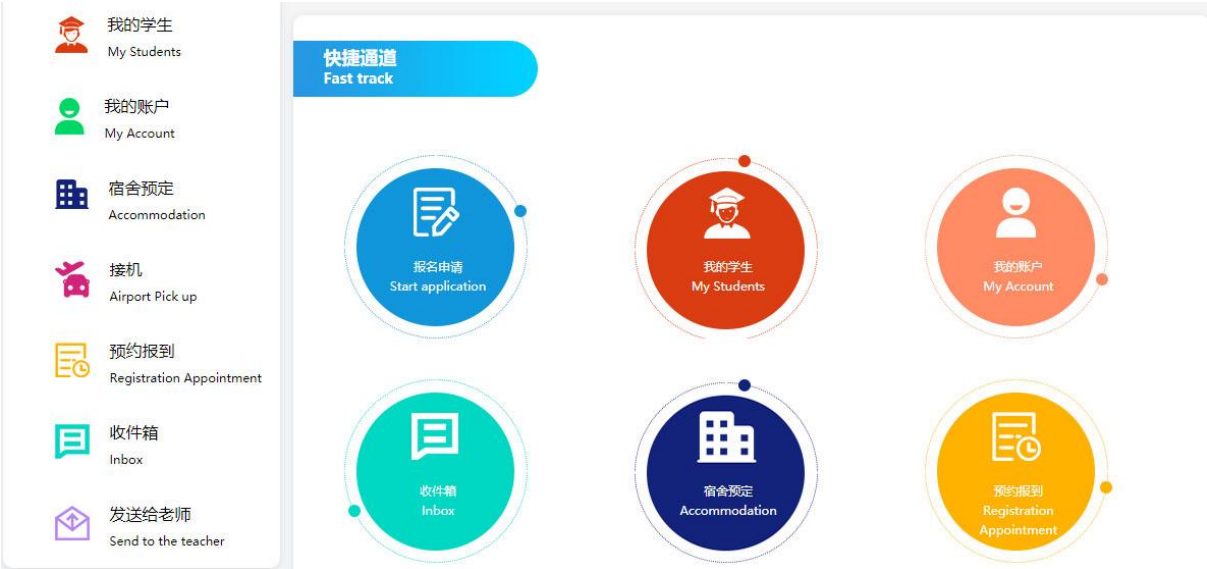 我的学生
My Students
我的账户
My Account
宿舍预定
Accommodation
接机
Airport Pick up
预约报到
Registration Appointment
收件箱
Inbox
发送给老师
Send to the teacher
快捷通道
Fast track
报名申请
Start application
我的学生
My Students
我的账户
My Account
收件箱
Inbox
宿舍预定
Accommodation
预约报到
Registration
Appointment